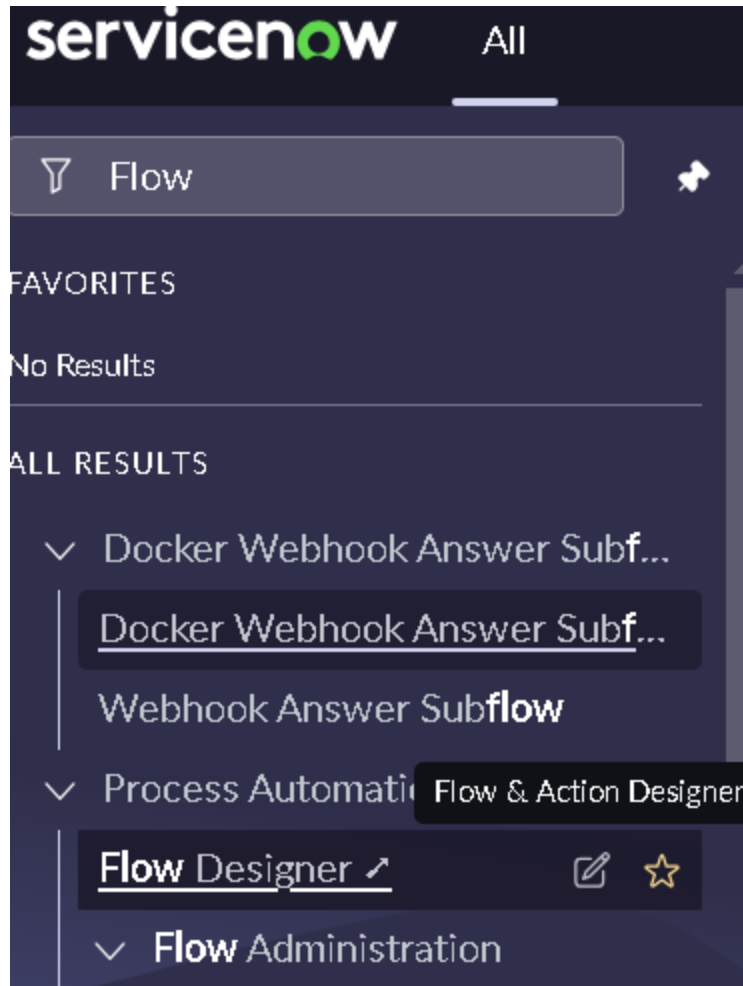 servicenow All
Flow
FAVORITES
No Results
ALL RESULTS
Docker Webhook Answer Subf...
Docker Webhook Answer Subf...
Webhook Answer Subflow
Process Automati
Flow & Action Designer
Flow Designer
Flow Administration